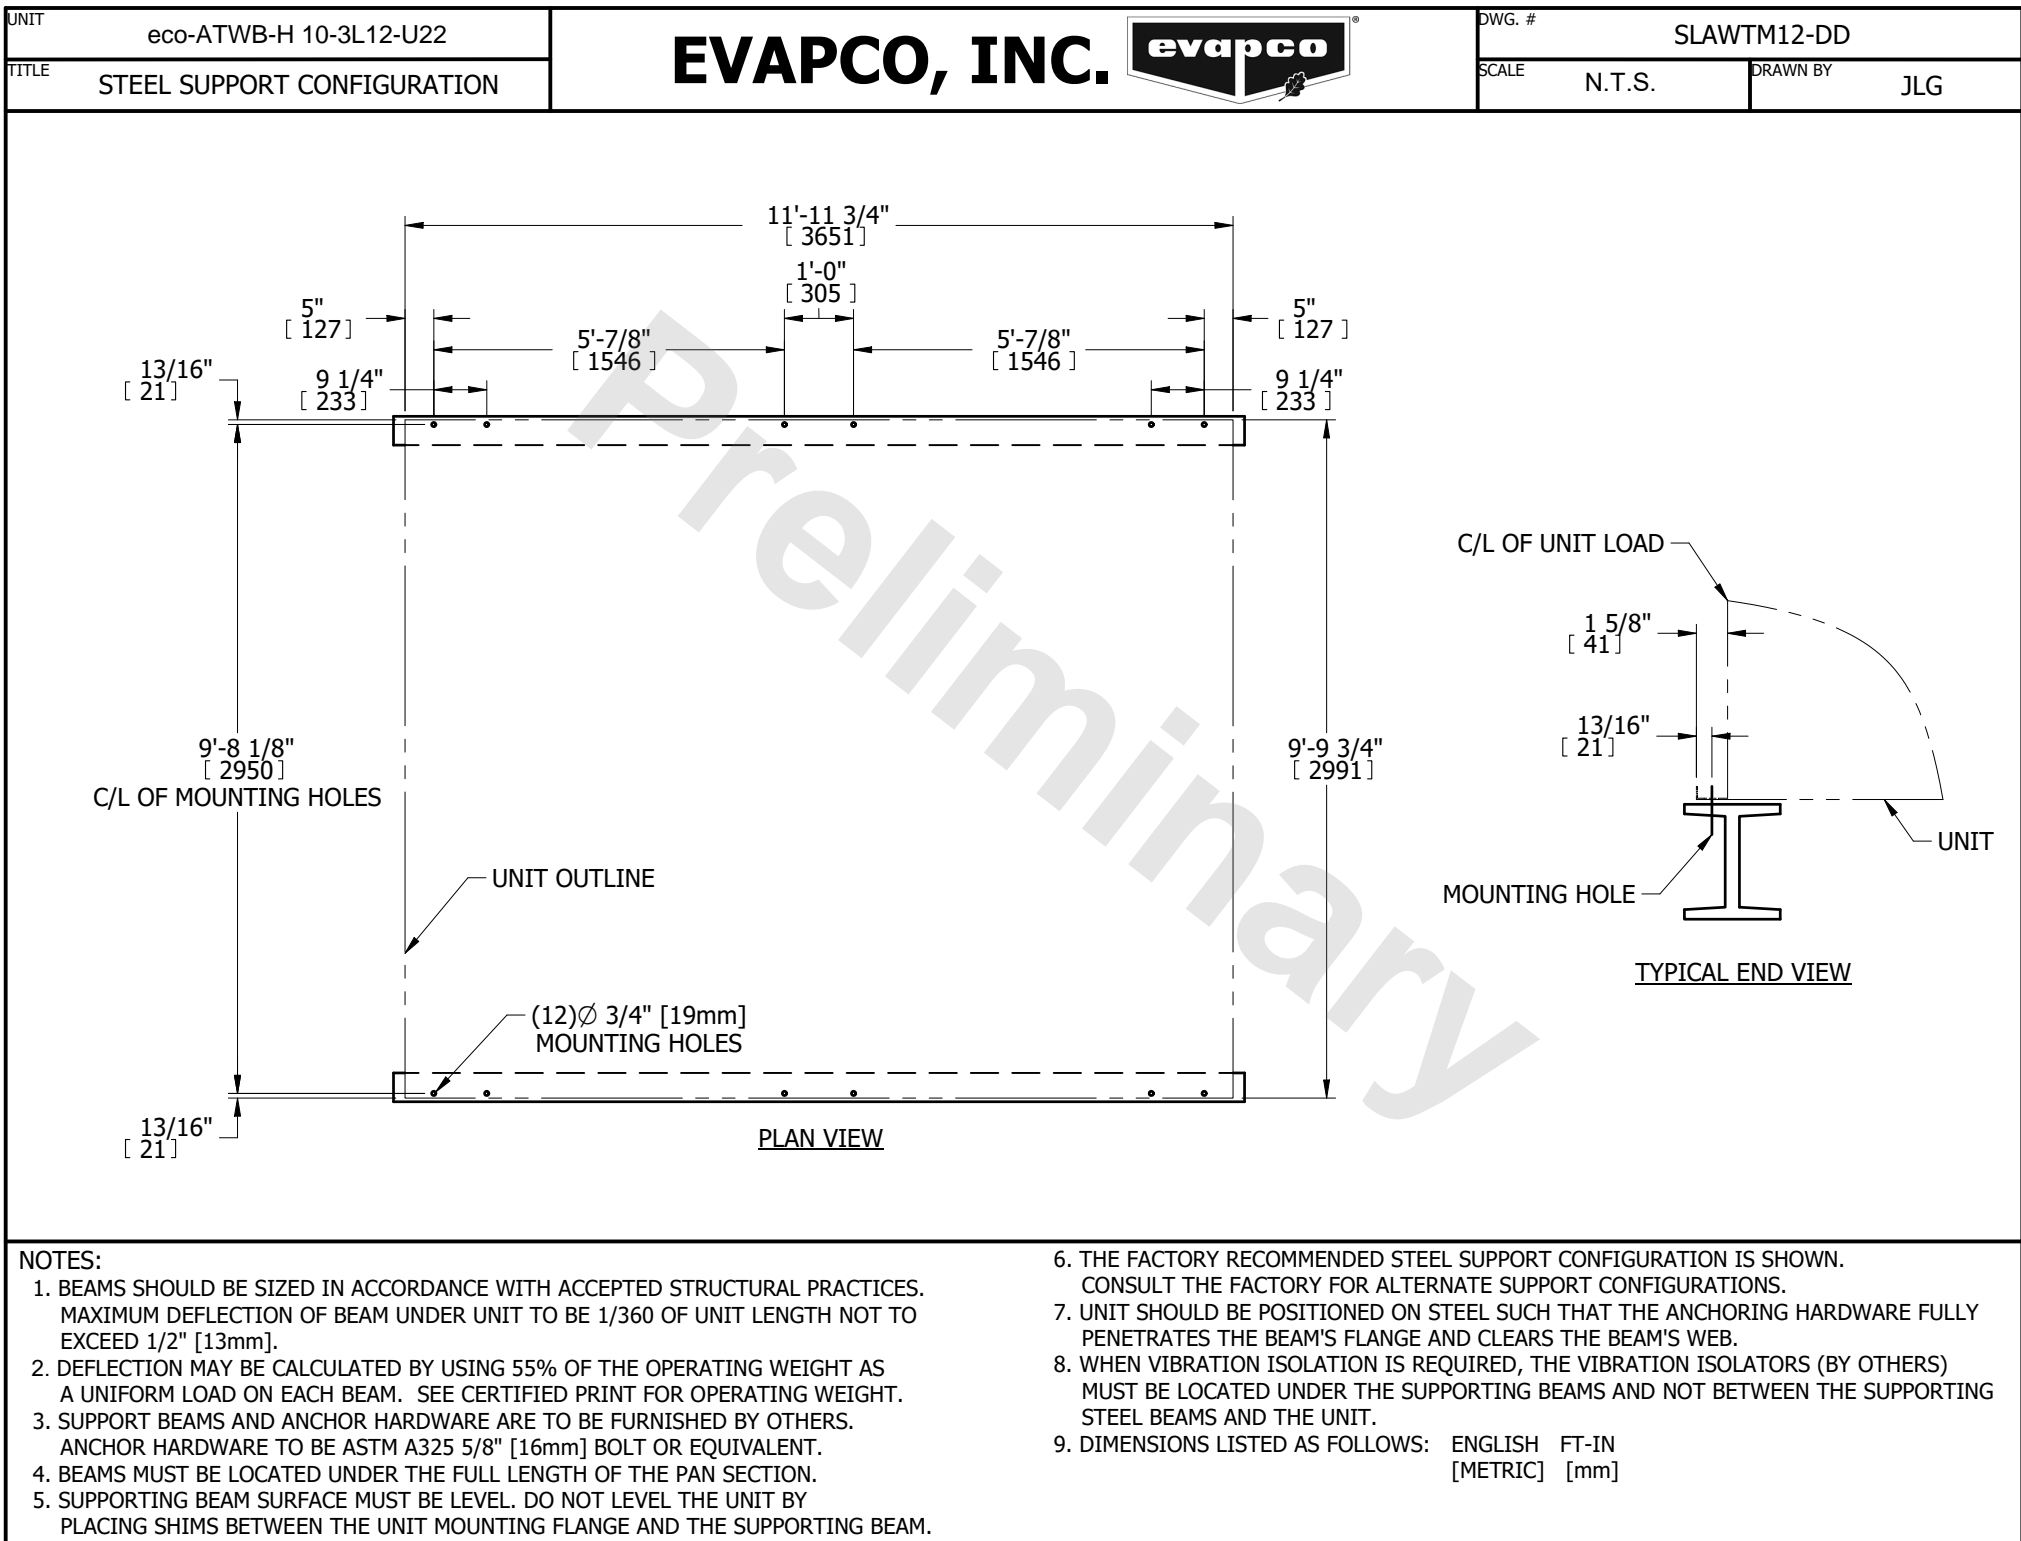 UNIT
eco-ATWB-H 10-3L12-U22
TITLE
STEEL SUPPORT CONFIGURATION
EVAPCO, INC.
evapco
®
DWG. #
SLAWTM12-DD
SCALE
N.T.S.
DRAWN BY
JLG
11'-11 3/4"
[ 3651 ]
1'-0"
[ 305 ]
5"
[ 127 ]
5"
[ 127 ]
5'-7/8"
[ 1546 ]
5'-7/8"
[ 1546 ]
13/16"
[ 21 ]
9 1/4"
[ 233 ]
9 1/4"
[ 233 ]
Preliminary
C/L OF UNIT LOAD
1 5/8"
[ 41 ]
13/16"
[ 21 ]
9'-8 1/8"
[ 2950 ]
C/L OF MOUNTING HOLES
9'-9 3/4"
[ 2991 ]
UNIT
MOUNTING HOLE
TYPICAL END VIEW
UNIT OUTLINE
(12)∅ 3/4" [19mm]
MOUNTING HOLES
13/16"
[ 21 ]
PLAN VIEW
NOTES:
1. BEAMS SHOULD BE SIZED IN ACCORDANCE WITH ACCEPTED STRUCTURAL PRACTICES.
MAXIMUM DEFLECTION OF BEAM UNDER UNIT TO BE 1/360 OF UNIT LENGTH NOT TO
EXCEED 1/2" [13mm].
2. DEFLECTION MAY BE CALCULATED BY USING 55% OF THE OPERATING WEIGHT AS
A UNIFORM LOAD ON EACH BEAM. SEE CERTIFIED PRINT FOR OPERATING WEIGHT.
3. SUPPORT BEAMS AND ANCHOR HARDWARE ARE TO BE FURNISHED BY OTHERS.
ANCHOR HARDWARE TO BE ASTM A325 5/8" [16mm] BOLT OR EQUIVALENT.
4. BEAMS MUST BE LOCATED UNDER THE FULL LENGTH OF THE PAN SECTION.
5. SUPPORTING BEAM SURFACE MUST BE LEVEL. DO NOT LEVEL THE UNIT BY
PLACING SHIMS BETWEEN THE UNIT MOUNTING FLANGE AND THE SUPPORTING BEAM.
6. THE FACTORY RECOMMENDED STEEL SUPPORT CONFIGURATION IS SHOWN.
CONSULT THE FACTORY FOR ALTERNATE SUPPORT CONFIGURATIONS.
7. UNIT SHOULD BE POSITIONED ON STEEL SUCH THAT THE ANCHORING HARDWARE FULLY
PENETRATES THE BEAM'S FLANGE AND CLEARS THE BEAM'S WEB.
8. WHEN VIBRATION ISOLATION IS REQUIRED, THE VIBRATION ISOLATORS (BY OTHERS)
MUST BE LOCATED UNDER THE SUPPORTING BEAMS AND NOT BETWEEN THE SUPPORTING
STEEL BEAMS AND THE UNIT.
9. DIMENSIONS LISTED AS FOLLOWS: ENGLISH FT-IN
[METRIC] [mm]